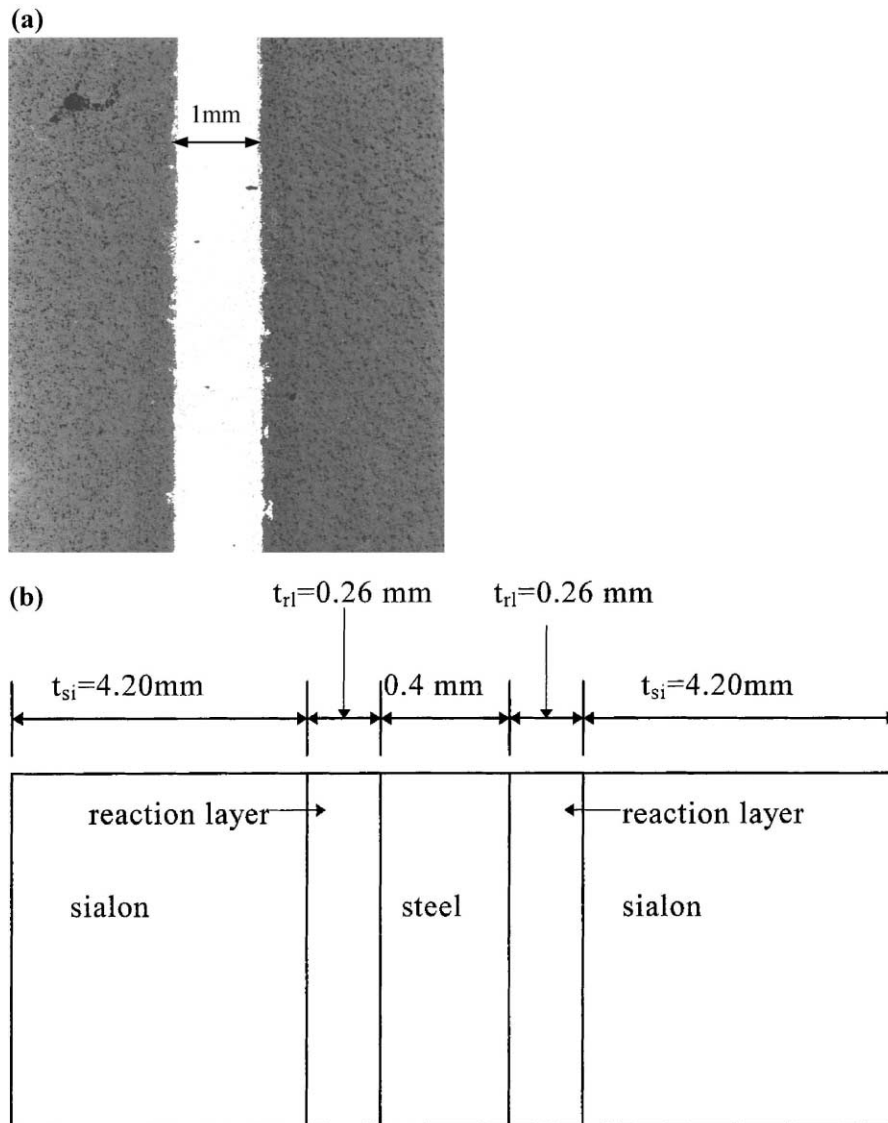 (a)
1mm
(b)
t_rl=0.26 mm t_rl=0.26 mm
t_si=4.20mm 0.4 mm t_si=4.20mm
reaction layer reaction layer
sialon steel sialon